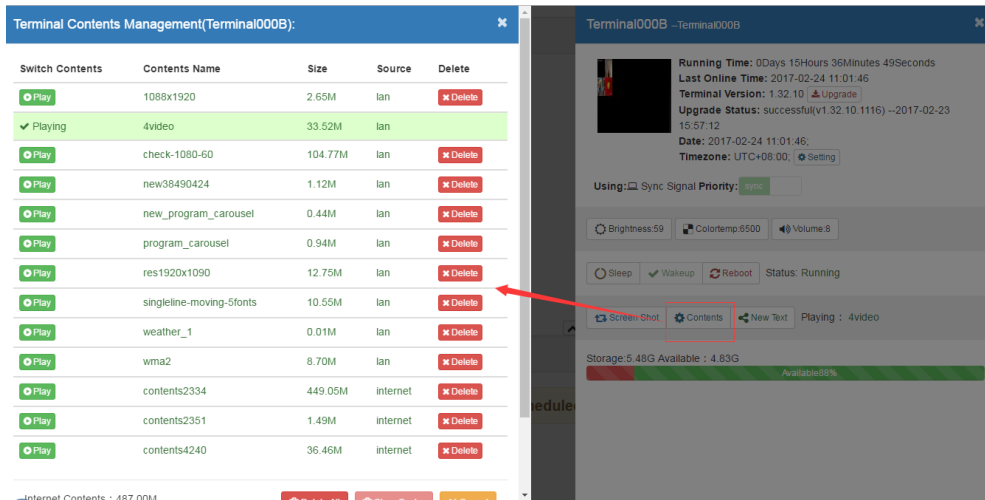 Terminal Contents Management(Terminal000B):
Switch Contents Contents Name Size Source Delete
Play 1088x1920 2.65M lan Delete
Playing 4video 33.52M lan
Play check-1080-60 104.77M lan Delete
Play new38490424 1.12M lan Delete
Play new_program_carousel 0.44M lan Delete
Play program_carousel 0.94M lan Delete
Play res1920x1090 12.75M lan Delete
Play singleline-moving-5fonts 10.55M lan Delete
Play weather_1 0.01M lan Delete
Play wma2 8.70M lan Delete
Play contents2334 449.05M internet Delete
Play contents2351 1.49M internet Delete
Play contents4240 36.46M internet Delete
Internet Contents : 487.00M
Terminal000B --Terminal000B
Running Time: 0Days 15Hours 36Minutes 49Seconds
Last Online Time: 2017-02-24 11:01:46
Terminal Version: 1.32.10 Upgrade
Upgrade Status: successful(v1.32.10.1116) --2017-02-23
15:57:12
Date: 2017-02-24 11:01:46;
Timezone: UTC+08:00; Setting
Using: Sync Signal Priority: sync
Brightness:59 Colortemp:6500 Volume:8
Sleep Wakeup Reboot Status: Running
Screen Shot Contents New Text Playing : 4video
Storage:5.48G Available : 4.83G
Available88%